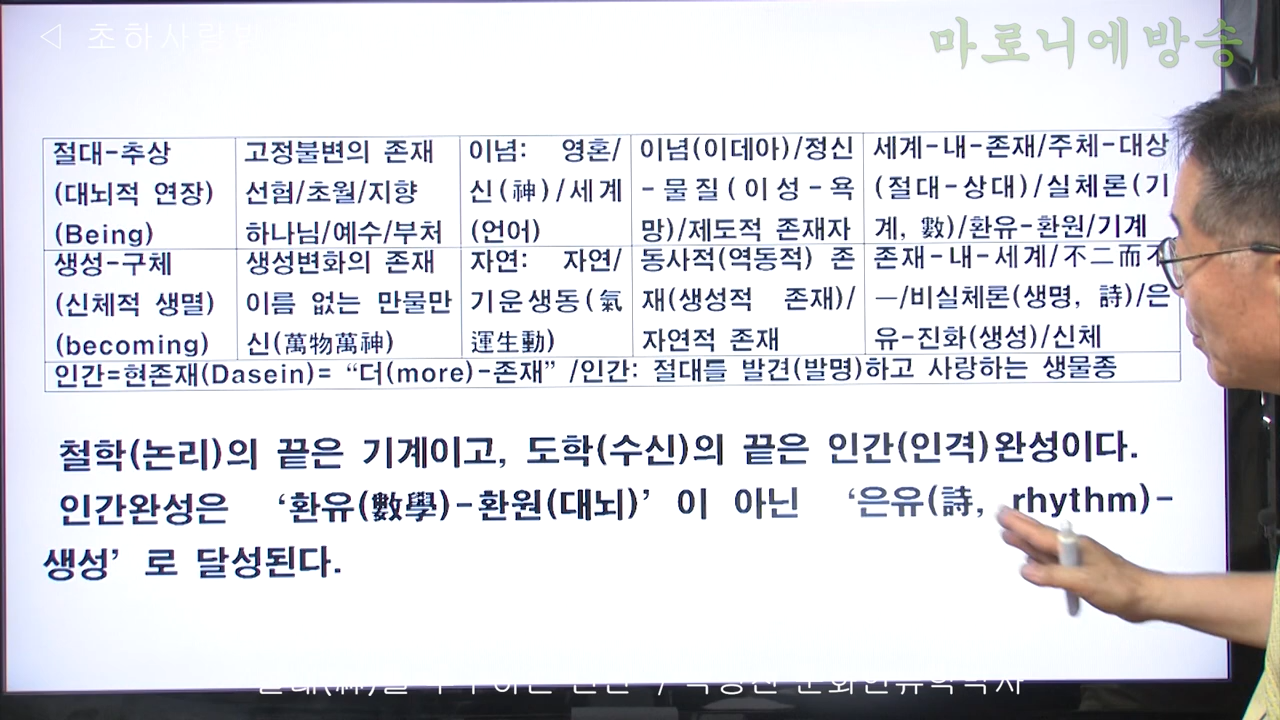 ◁ 초하사랑방
마로니에방송
절대-추상
(대뇌적 연장)
(Being)
고정불변의 존재
선험/초월/지향
하나님/예수/부처
이념: 영혼/
신(神)/세계
(언어)
이념(이데아)/정신
-물질(이성-욕
망)/제도적 존재자
세계-내-존재/주체-대상
(절대-상대)/실체론(기
계, 數)/환유-환원/기계
생성-구체
(신체적 생멸)
(becoming)
생성변화의 존재
이름 없는 만물만
신(萬物萬神)
자연: 자연/
기운생동(氣
運生動)
동사적(역동적) 존
재(생성적 존재)/
자연적 존재
존재-내-세계/不二而不
一/비실체론(생명, 詩)/은
유-진화(생성)/신체
인간=현존재(Dasein)= “더(more)-존재” /인간: 절대를 발견(발명)하고 사랑하는 생물종
철학(논리)의 끝은 기계이고, 도학(수신)의 끝은 인간(인격)완성이다.
인간완성은 ‘환유(數學)-환원(대뇌)’이 아닌 ‘은유(詩, rhythm)-
생성’로 달성된다.